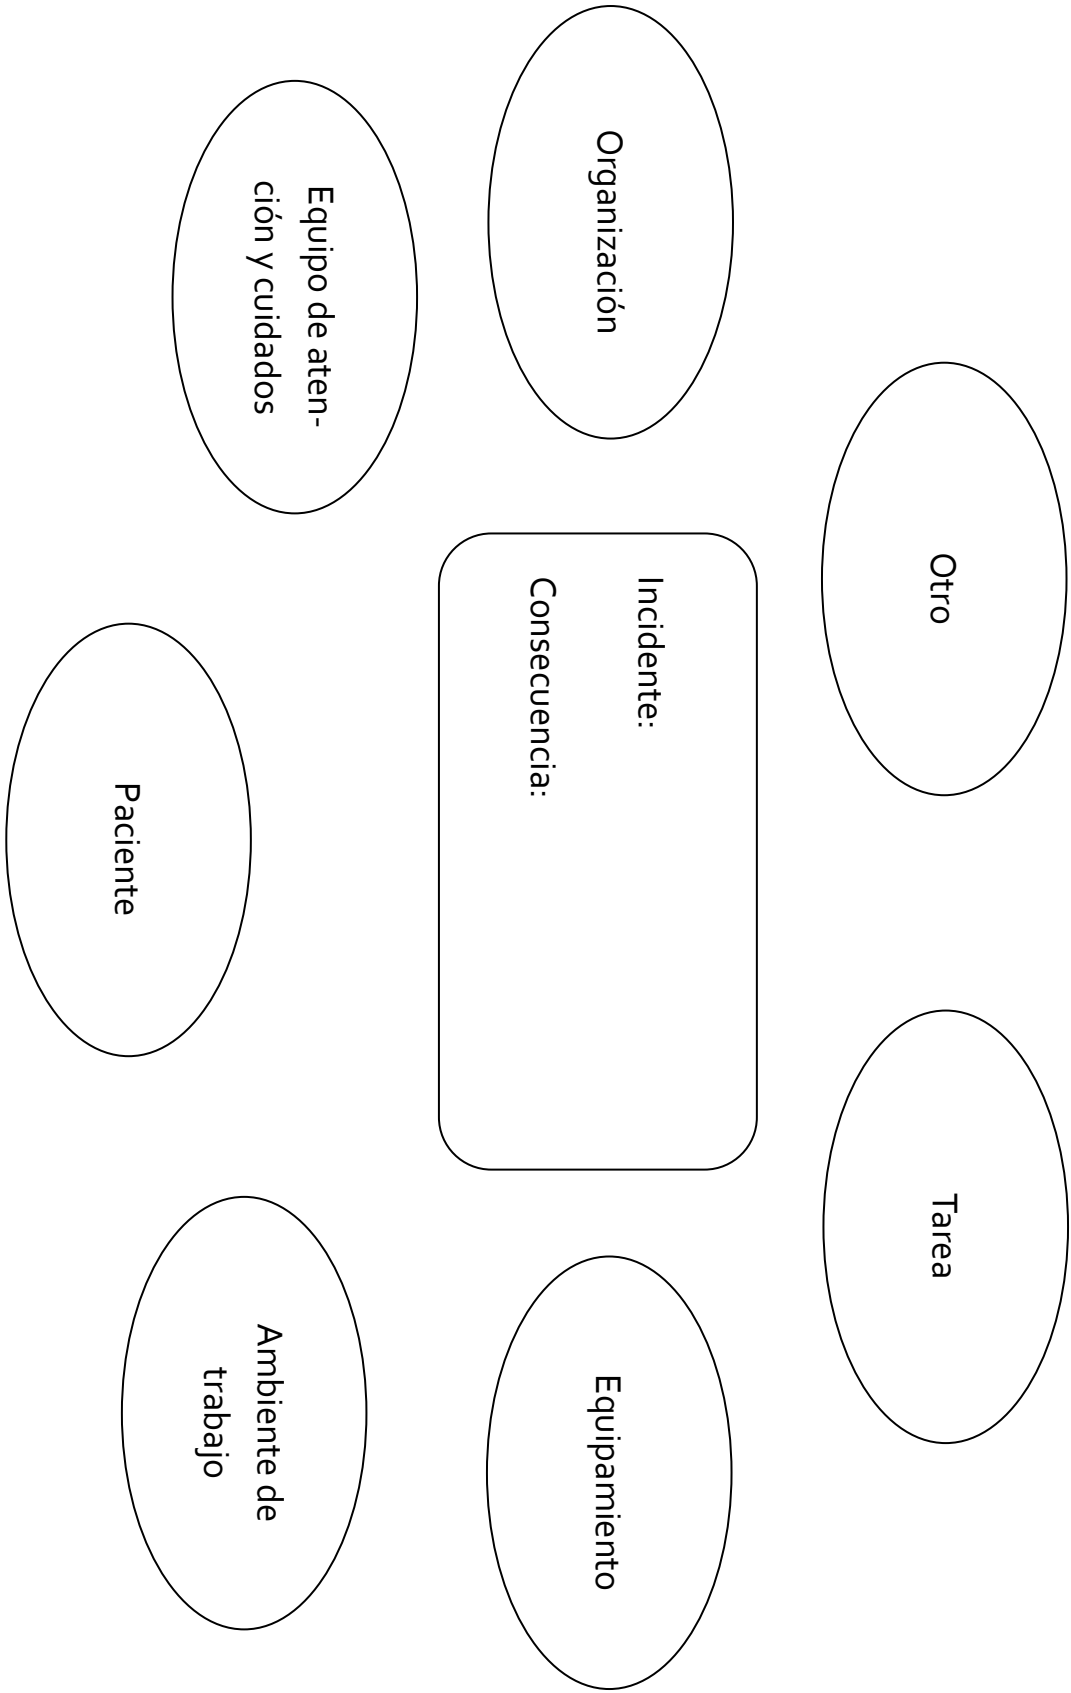 Otro
Tarea
Organización
Incidente:
Consecuencia:
Equipamiento
Equipo de aten-
ción y cuidados
Ambiente de
trabajo
Paciente